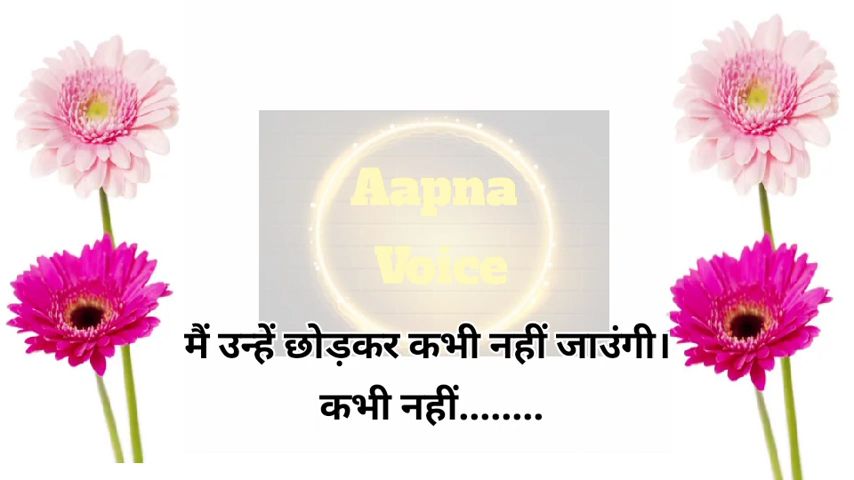 Aapna
Voice
मैं उन्हें छोड़कर कभी नहीं जाउंगी।
कभी नहीं........